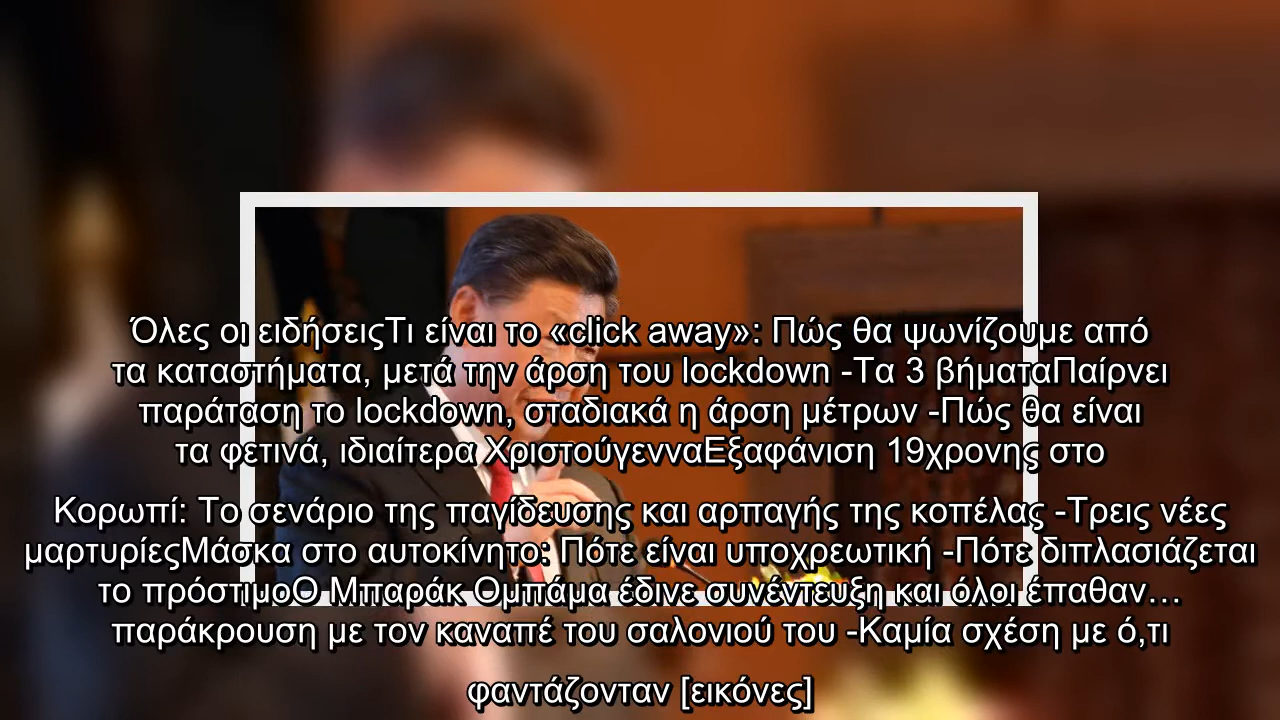 Όλες οι ειδήσειςΤι είναι το «click away»: Πώς θα ψωνίζουμε από
τα καταστήματα, μετά την άρση του lockdown -Τα 3 βήματαΠαίρνει
παράταση το lockdown, σταδιακά η άρση μέτρων -Πώς θα είναι
τα φετινά, ιδιαίτερα ΧριστούγενναΕξαφάνιση 19χρονης στο
Κορωπί: Το σενάριο της παγίδευσης και αρπαγής της κοπέλας -Τρεις νέες
μαρτυρίεςΜάσκα στο αυτοκίνητο: Πότε είναι υποχρεωτική -Πότε διπλασιάζεται
το πρόστιμοΟ Μπαράκ Ομπάμα έδινε συνέντευξη και όλοι έπαθαν…
παράκρουση με τον καναπέ του σαλονιού του -Καμία σχέση με ό,τι
φαντάζονταν [εικόνες]